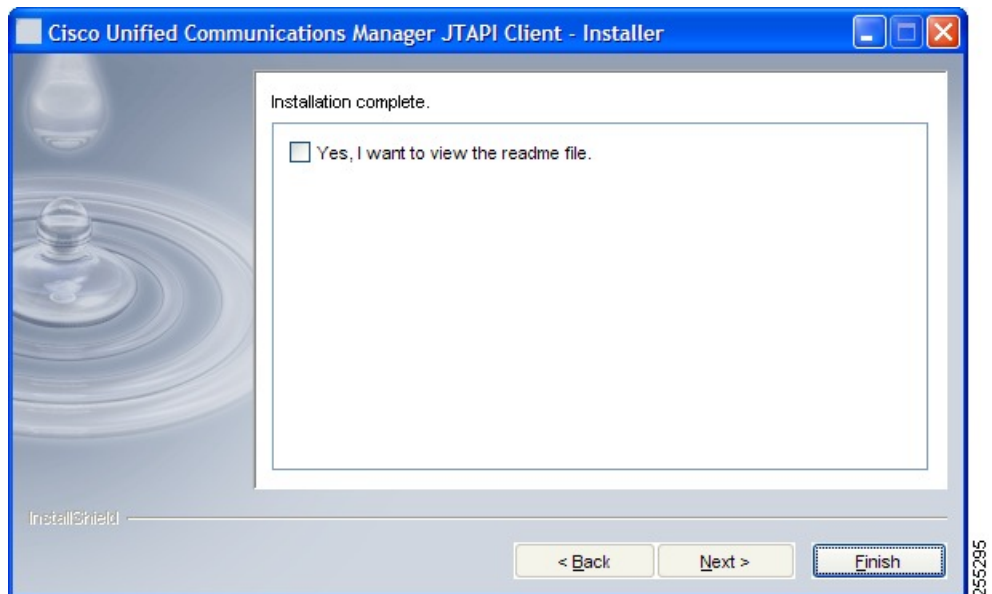 Cisco Unified Communications Manager JTAPI Client - Installer
Installation complete.
Yes, I want to view the readme file.
InstallShield
< Back
Next >
Finish
255295